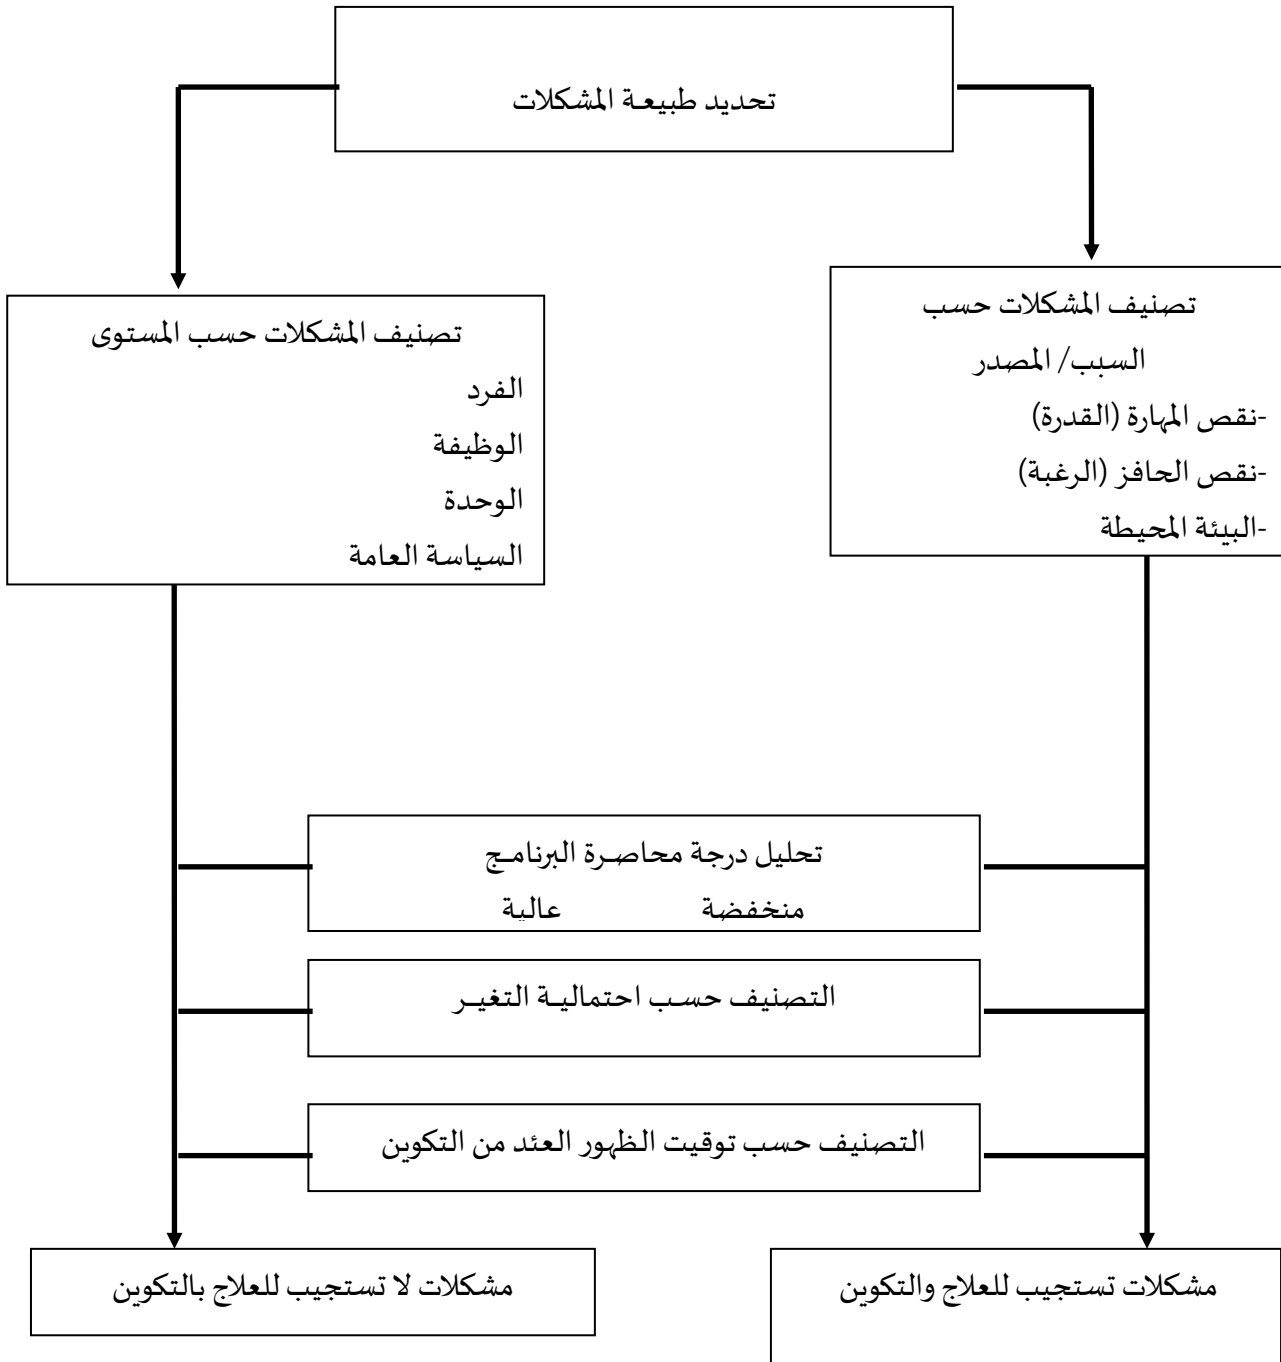 تحديد طبيعة المشكلات
تصنيف المشكلات حسب
السبب/ المصدر
-نقص المهارة (القدرة)
-نقص الحافز (الرغبة)
-البيئة المحيطة
تصنيف المشكلات حسب المستوى
الفرد
الوظيفة
الوحدة
السياسة العامة
تحليل درجة محاصرة البرنامج
منخفضة عالية
التصنيف حسب احتمالية التغير
التصنيف حسب توقيت الظهور العئد من التكوين
مشكلات تستجيب للعلاج والتكوين
مشكلات لا تستجيب للعلاج بالتكوين